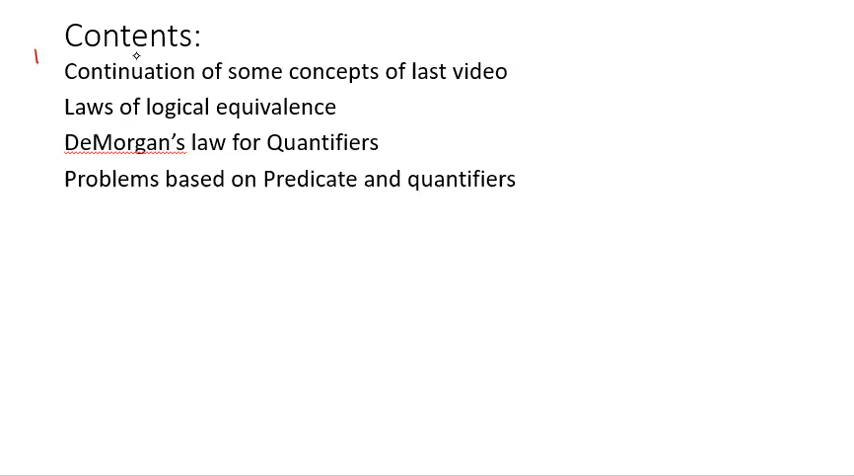 Contents:
Continuation of some concepts of last video
Laws of logical equivalence
DeMorgan’s law for Quantifiers
Problems based on Predicate and quantifiers